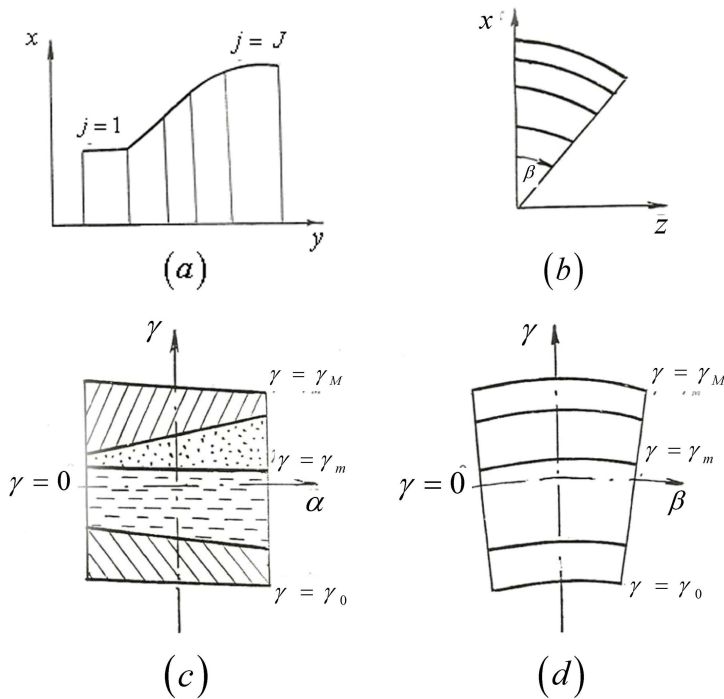 x
j = J
j = 1
y
(a)
x
β
z
(b)
γ
γ = γ_M
γ = γ_m
γ = 0
α
γ = γ_0
(c)
γ
γ = γ_M
γ = γ_m
γ = 0
β
γ = γ_0
(d)